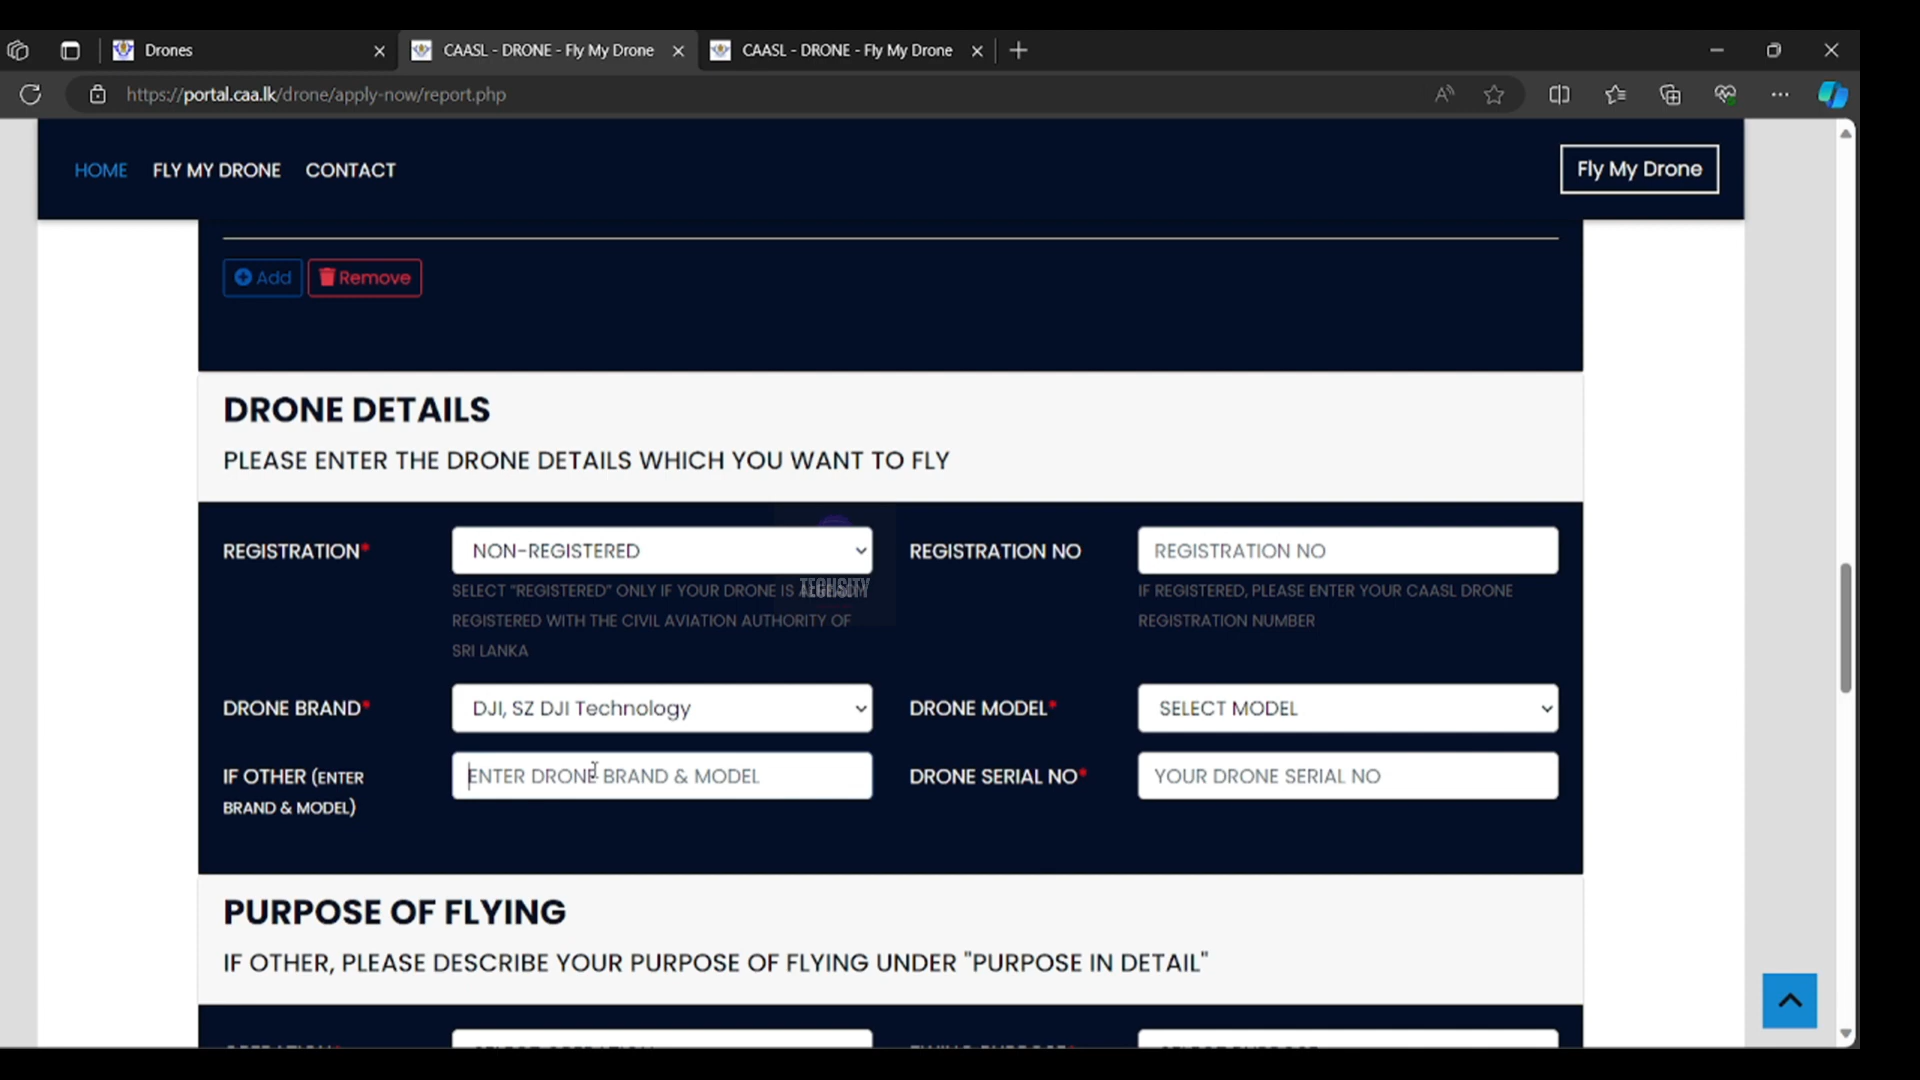 Drones
CAASL - DRONE - Fly My Drone
CAASL - DRONE - Fly My Drone
https://portal.caa.lk/drone/apply-now/report.php
HOME FLY MY DRONE CONTACT
Fly My Drone
Add Remove
DRONE DETAILS
PLEASE ENTER THE DRONE DETAILS WHICH YOU WANT TO FLY
REGISTRATION* NON-REGISTERED REGISTRATION NO REGISTRATION NO
SELECT "REGISTERED" ONLY IF YOUR DRONE IS
TECHSITY
REGISTERED WITH THE CIVIL AVIATION AUTHORITY OF
SRI LANKA
IF REGISTERED, PLEASE ENTER YOUR CAASL DRONE
REGISTRATION NUMBER
DRONE BRAND* DJI, SZ DJI Technology DRONE MODEL* SELECT MODEL
IF OTHER (ENTER
BRAND & MODEL)
ENTER DRONE BRAND & MODEL DRONE SERIAL NO* YOUR DRONE SERIAL NO
PURPOSE OF FLYING
IF OTHER, PLEASE DESCRIBE YOUR PURPOSE OF FLYING UNDER "PURPOSE IN DETAIL"